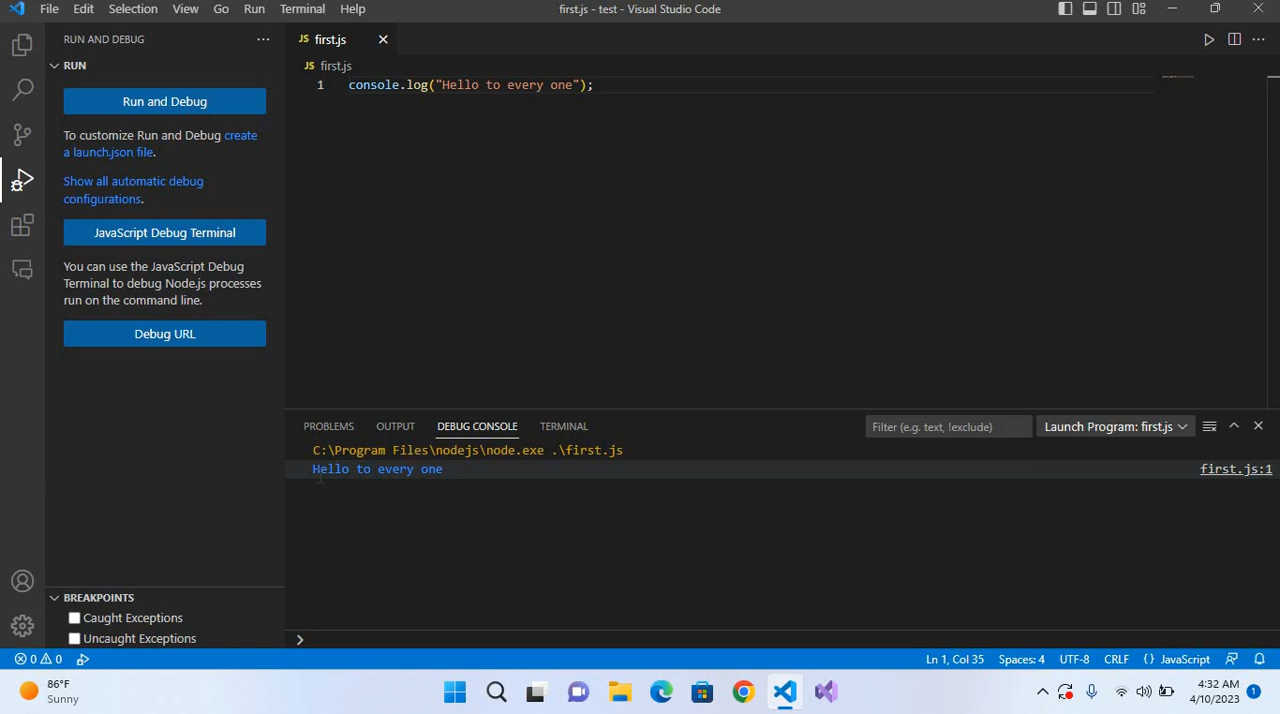 File Edit Selection View Go Run Terminal Help first.js - test - Visual Studio Code
RUN AND DEBUG ...
RUN
Run and Debug
To customize Run and Debug create
a launch.json file.
Show all automatic debug
configurations.
JavaScript Debug Terminal
You can use the JavaScript Debug
Terminal to debug Node.js processes
run on the command line.
Debug URL
BREAKPOINTS
Caught Exceptions
Uncaught Exceptions
JS first.js
JS first.js
1 console.log("Hello to every one");
PROBLEMS OUTPUT DEBUG CONSOLE TERMINAL Filter (e.g. text, !exclude) Launch Program: first.js
C:\Program Files\nodejs\node.exe .\first.js
Hello to every one first.js:1
0 0 Ln 1, Col 35 Spaces: 4 UTF-8 CRLF {} JavaScript
86°F
Sunny
4:32 AM
4/10/2023
1